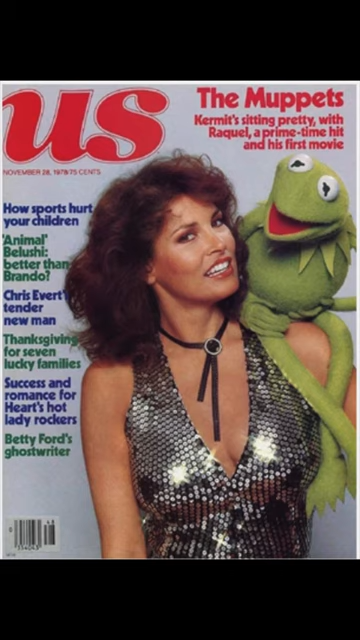 us
The Muppets
Kermit's sitting pretty, with
Raquel, a prime-time hit
and his first movie
NOVEMBER 28, 1978/75 CENTS
How sports hurt
your children
'Animal'
Belushi:
better than
Brando?
Chris Evert's
tender
new man
Thanksgiving
for seven
lucky families
Success and
romance for
Heart's hot
lady rockers
Betty Ford's
ghostwriter